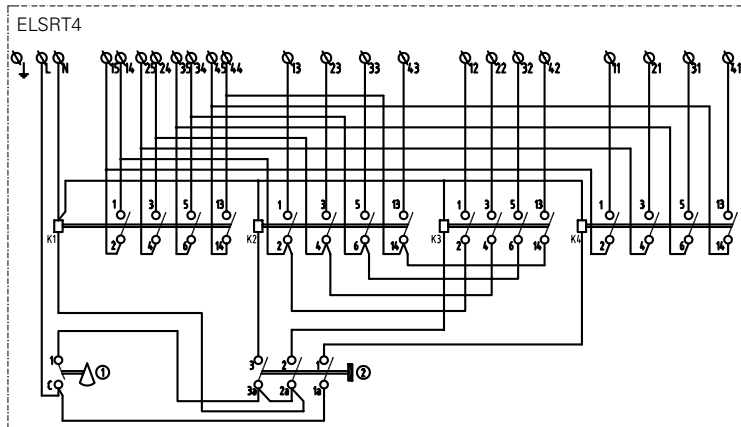 ELSRT4
L N 15 14 25 24 35 34 45 44 13 23 33 43 12 22 32 42 11 21 31 41
1 3 5 13 1 3 5 13 1 3 5 13 1 3 5 13
K1 2 4 6 14 K2 2 4 6 14 K3 2 4 6 14 K4 2 4 6 14
1 3 2 1
① ②
C 3a 2a 1a